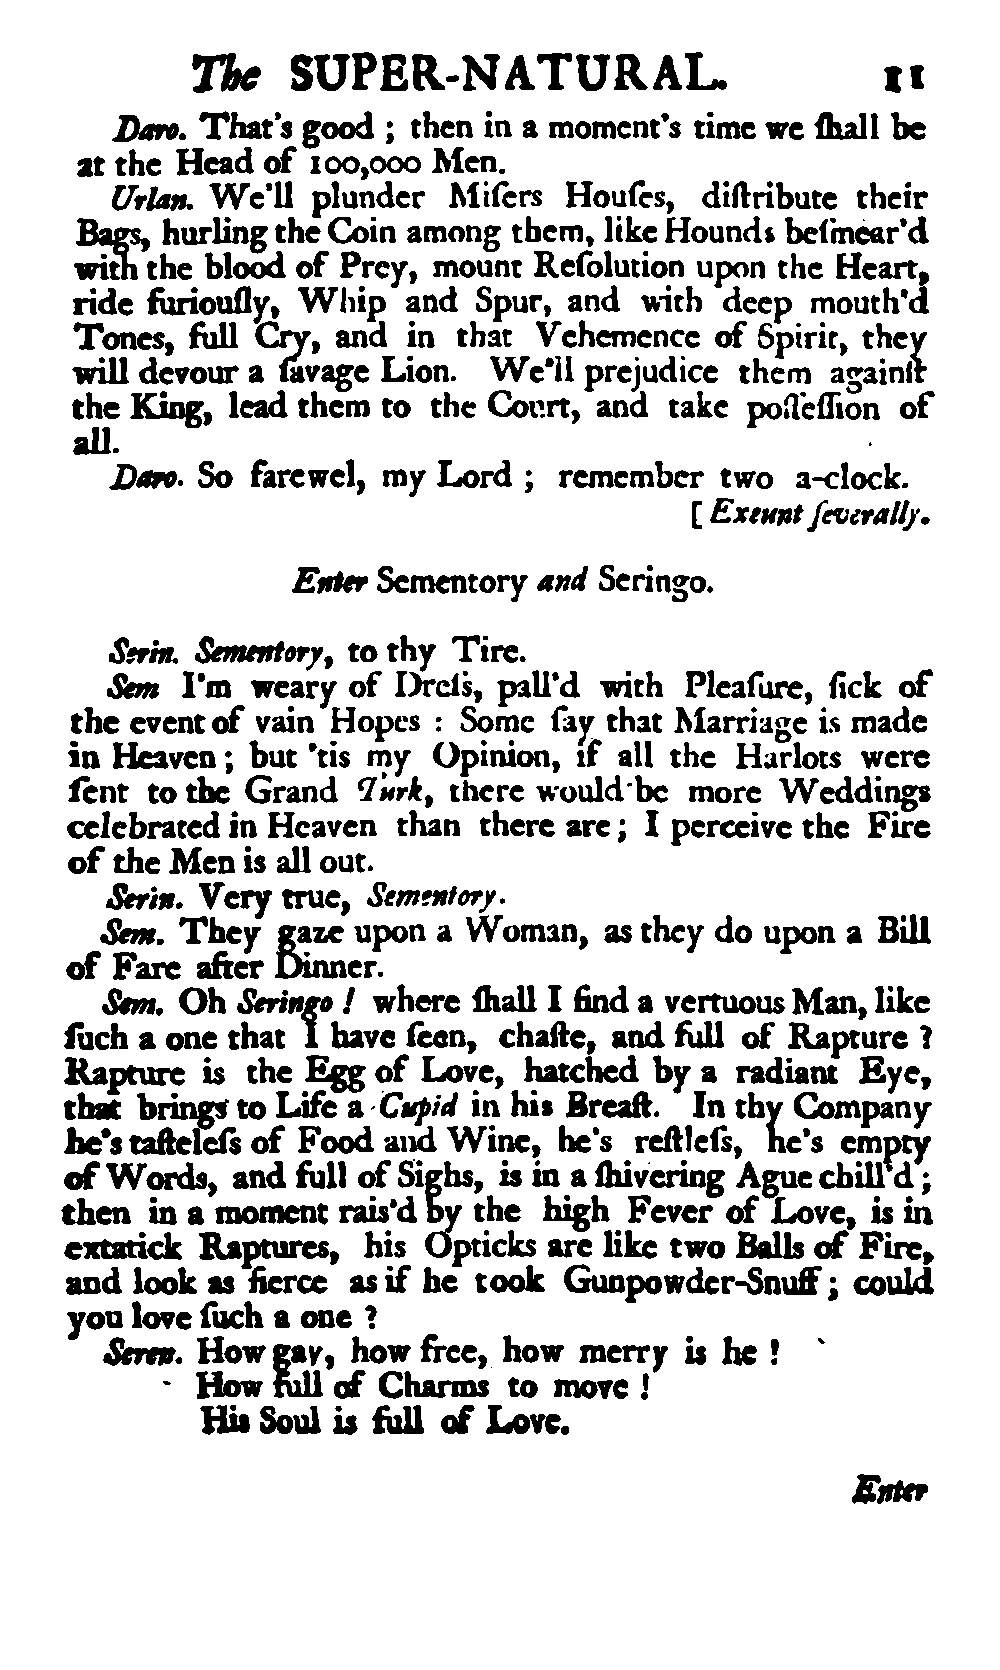 The SUPER-NATURAL. 11
Daro. That's good ; then in a moment's time we ſhall be
at the Head of 100,000 Men.
Urlan. We'll plunder Miſers Houſes, diſtribute their
Bags, hurling the Coin among them, like Hounds beſmear'd
with the blood of Prey, mount Reſolution upon the Heart,
ride furiouſly, Whip and Spur, and with deep mouth'd
Tones, full Cry, and in that Vehemence of Spirit, they
will devour a ſavage Lion. We'll prejudice them againſt
the King, lead them to the Court, and take poſſeſſion of
all.
Daro. So farewel, my Lord ; remember two a-clock.
[ Exeunt ſeverally.
Enter Sementory and Seringo.
Serin. Sementory, to thy Tire.
Sem I'm weary of Dreſs, pall'd with Pleaſure, ſick of
the event of vain Hopes : Some ſay that Marriage is made
in Heaven ; but 'tis my Opinion, if all the Harlots were
ſent to the Grand Turk, there would be more Weddings
celebrated in Heaven than there are ; I perceive the Fire
of the Men is all out.
Serin. Very true, Sementory.
Sem. They gaze upon a Woman, as they do upon a Bill
of Fare after Dinner.
Sem. Oh Seringo ! where ſhall I find a vertuous Man, like
ſuch a one that I have ſeen, chaſte, and full of Rapture ?
Rapture is the Egg of Love, hatched by a radiant Eye,
that brings to Life a Cupid in his Breaſt. In thy Company
he's taſteleſs of Food and Wine, he's reſtleſs, he's empty
of Words, and full of Sighs, is in a ſhivering Ague chill'd ;
then in a moment rais'd by the high Fever of Love, is in
extatick Raptures, his Opticks are like two Balls of Fire,
and look as fierce as if he took Gunpowder-Snuff ; could
you love ſuch a one ?
Seren. How gay, how free, how merry is he !
How full of Charms to move !
His Soul is full of Love.
Enter